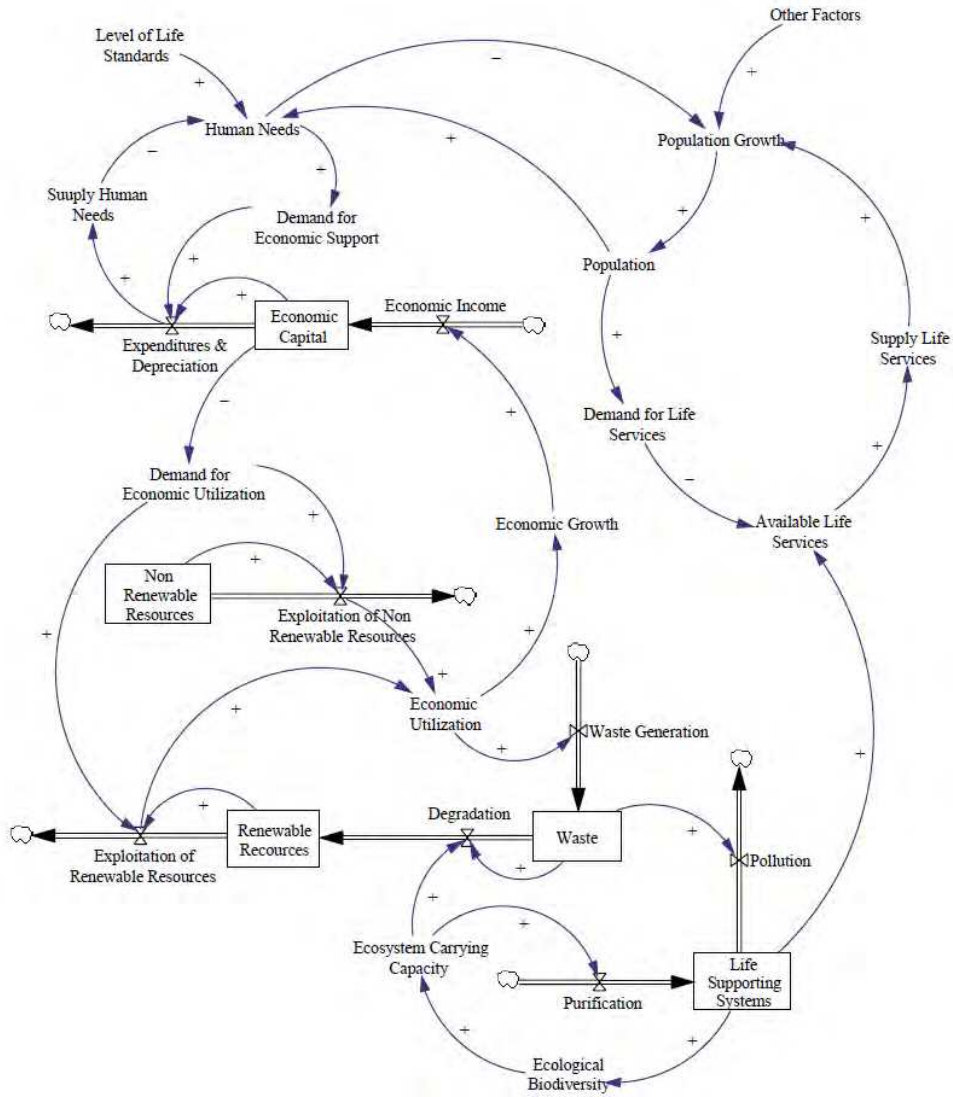 Other Factors
Level of Life
Standards
+
−
+
Human Needs
+
Population Growth
−
+
Suuply Human
Needs
Demand for
Economic Support
+
+
Population
+
+
+
Economic
Capital
Economic Income
Expenditures &
Depreciation
+
Supply Life
Services
−
+
Demand for Life
Services
+
Demand for
Economic Utilization
−
+
Economic Growth
Available Life
Services
+
Non
Renewable
Resources
Exploitation of Non
Renewable Resources
+
+
+
+
Economic
Utilization
+
Waste Generation
+
+
Degradation
Renewable
Recources
Waste
+
Exploitation of
Renewable Resources
Pollution
+
+
+
Ecosystem Carrying
Capacity
Life
Supporting
Systems
Purification
+
+
Ecological
Biodiversity